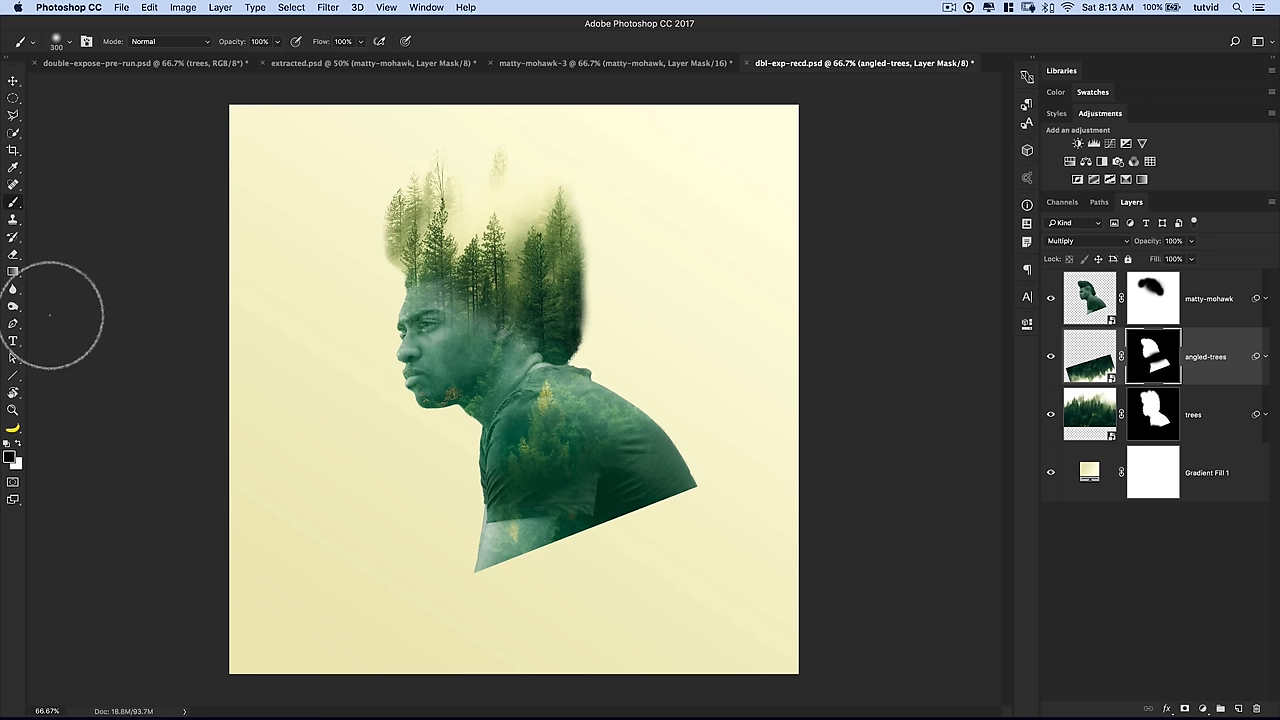 Photoshop CC File Edit Image Layer Type Select Filter 3D View Window Help 100% Sat 8:13 AM tutvid
Adobe Photoshop CC 2017
300 Mode: Normal Opacity: 100% Flow: 100%
double-expose-pre-run.psd @ 66.7% (trees, RGB/8*) * extracted.psd @ 50% (matty-mohawk, Layer Mask/8) * matty-mohawk-3 @ 66.7% (matty-mohawk, Layer Mask/16) * dbl-exp-recd.psd @ 66.7% (angled-trees, Layer Mask/8) *
Libraries
Color Swatches
Styles Adjustments
Add an adjustment
Channels Paths Layers
Kind
Multiply Opacity: 100%
Lock: Fill: 100%
matty-mohawk
angled-trees
trees
Gradient Fill 1
66.67% Doc: 18.8M/93.7M